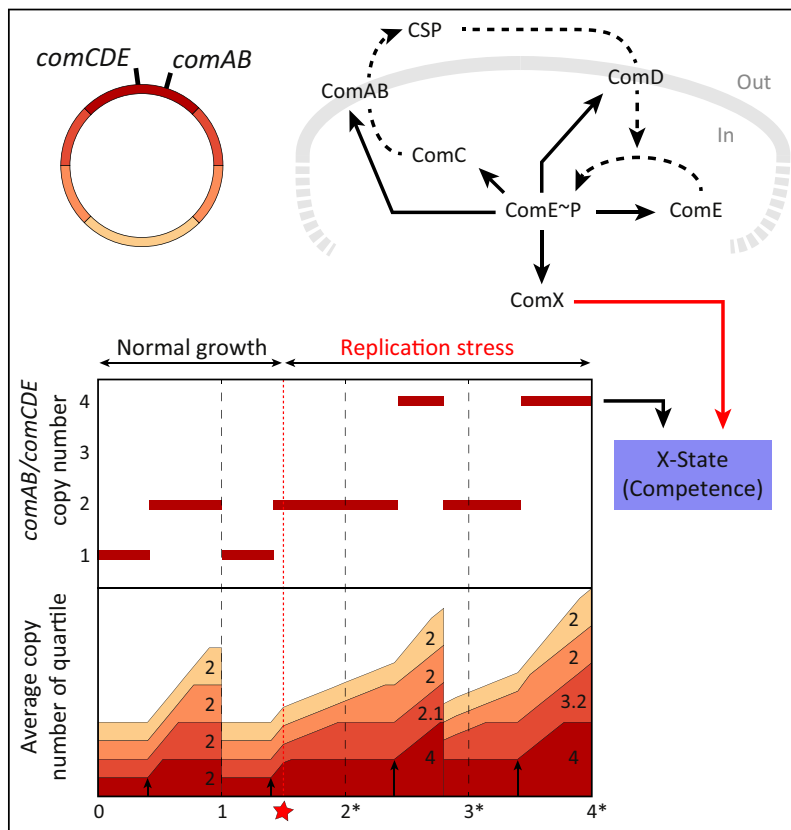 comCDE
comAB
CSP
ComAB
ComD
Out
In
ComC
ComE~P
ComE
ComX
Normal growth
Replication stress
comAB/comCDE
copy number
4
3
2
1
X-State
(Competence)
Average copy
number of quartile
2
2
2
2
2
2
2.1
4
2
2
3.2
4
0
1
2*
3*
4*